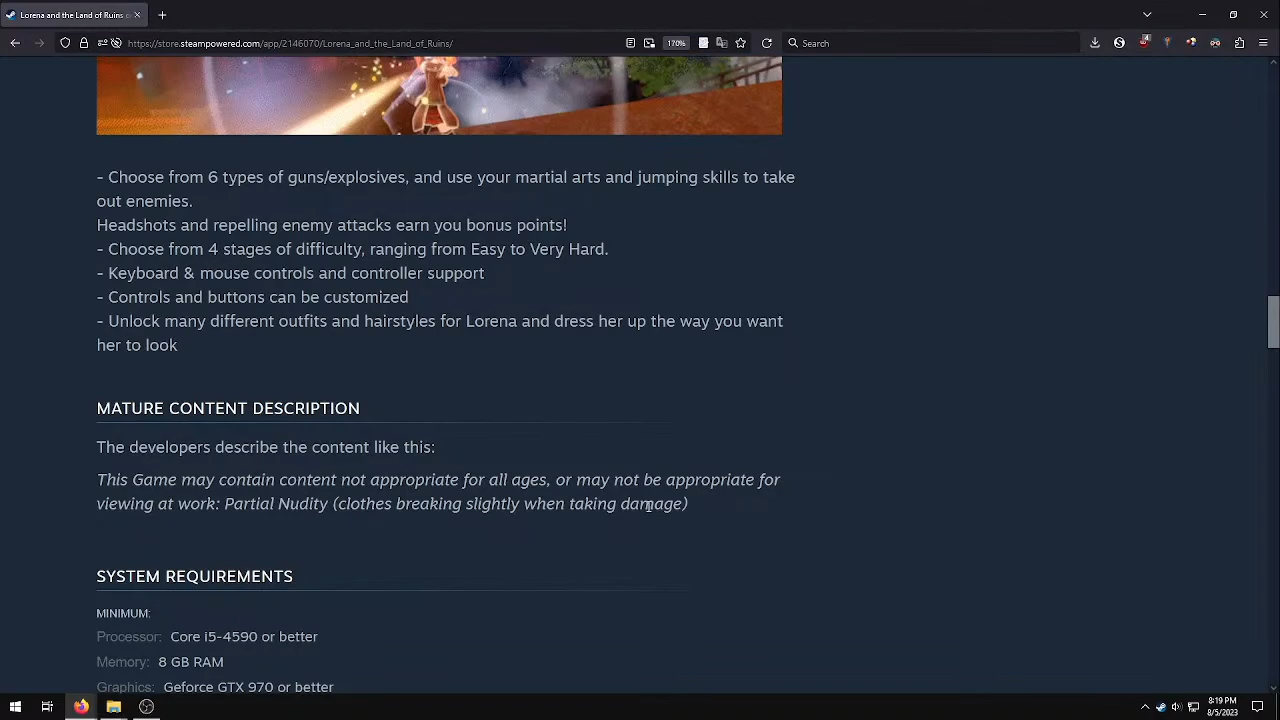 Lorena and the Land of Ruins o
https://store.steampowered.com/app/2146070/Lorena_and_the_Land_of_Ruins/
170%
Search
- Choose from 6 types of guns/explosives, and use your martial arts and jumping skills to take
out enemies.
Headshots and repelling enemy attacks earn you bonus points!
- Choose from 4 stages of difficulty, ranging from Easy to Very Hard.
- Keyboard & mouse controls and controller support
- Controls and buttons can be customized
- Unlock many different outfits and hairstyles for Lorena and dress her up the way you want
her to look
MATURE CONTENT DESCRIPTION
The developers describe the content like this:
This Game may contain content not appropriate for all ages, or may not be appropriate for
viewing at work: Partial Nudity (clothes breaking slightly when taking damage)
SYSTEM REQUIREMENTS
MINIMUM:
Processor: Core i5-4590 or better
Memory: 8 GB RAM
Graphics: Geforce GTX 970 or better
8:19 PM
8/5/2023